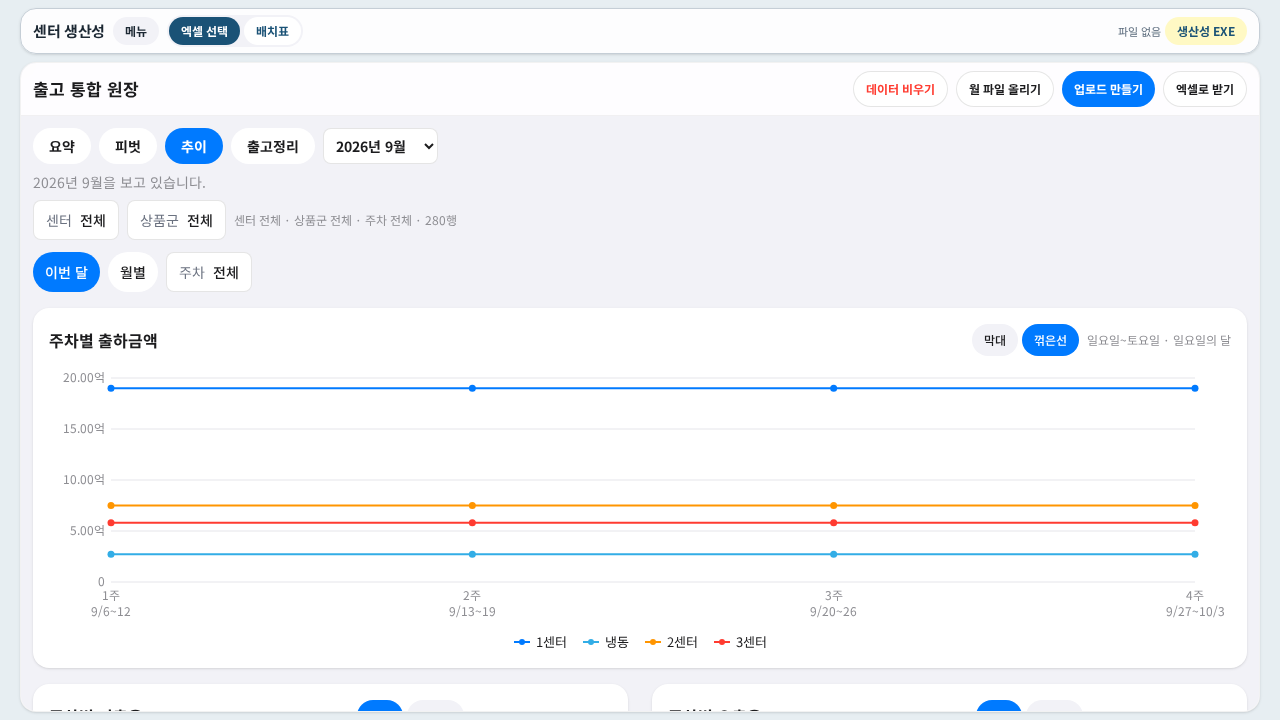 센터 생산성 메뉴 엑셀 선택 배치표 파일 없음 생산성 EXE
출고 통합 원장 데이터 비우기 월 파일 올리기 업로드 만들기 엑셀로 받기
요약 피벗 추이 출고정리 2026년 9월
2026년 9월을 보고 있습니다.
센터 전체 상품군 전체 센터 전체 · 상품군 전체 · 주차 전체 · 280행
이번 달 월별 주차 전체
주차별 출하금액 막대 꺾은선 일요일~토요일 · 일요일의 달
20.00억
15.00억
10.00억
5.00억
0
1주 2주 3주 4주
9/6~12 9/13~19 9/20~26 9/27~10/3
1센터 냉동 2센터 3센터